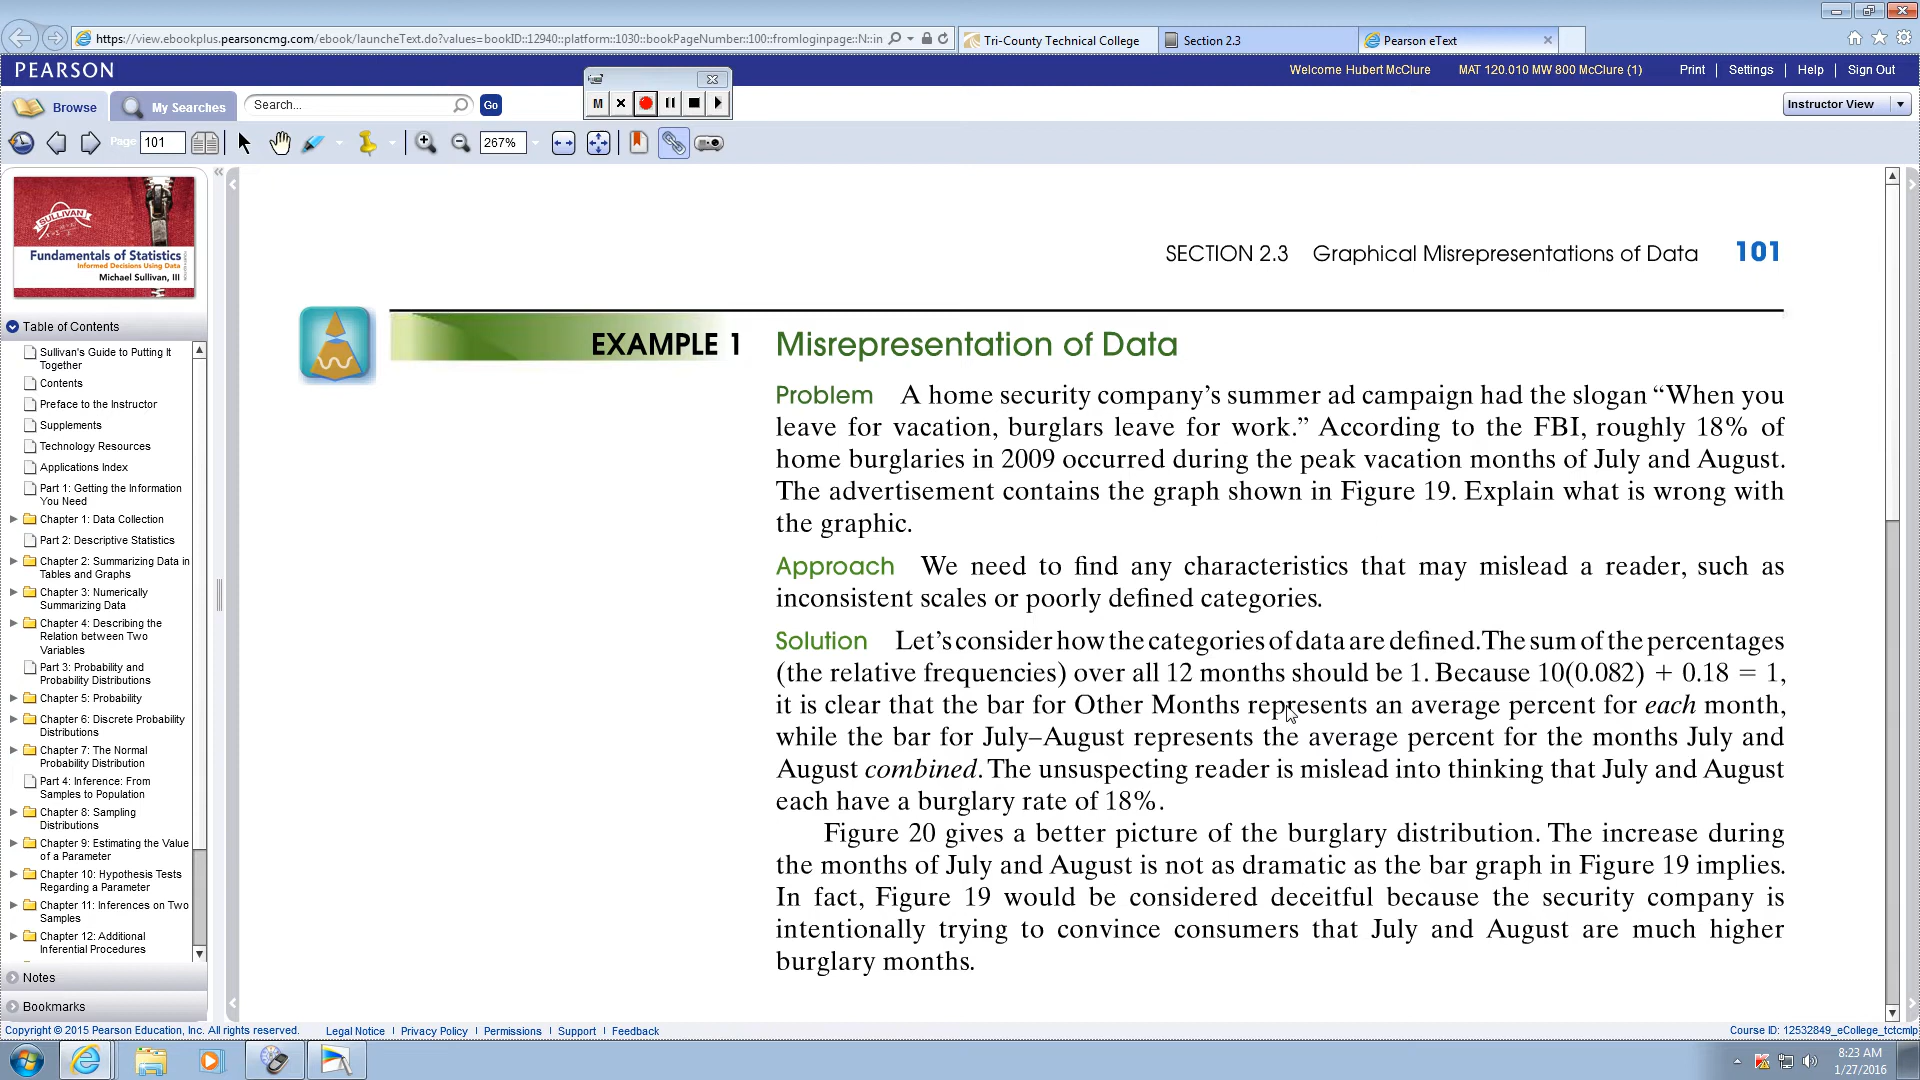 https://view.ebookplus.pearsoncmg.com/ebook/launcheText.do?values=bookID::12940::platform::1030::bookPageNumber::100::fromloginpage::N::in
Tri-County Technical College
Section 2.3
Pearson eText
PEARSON
Welcome Hubert McClure
MAT 120.010 MW 800 McClure (1)
Print
Settings
Help
Sign Out
Browse
My Searches
Search...
Go
M
Instructor View
Page
101
267%
SULLIVAN
Fundamentals of Statistics
Informed Decisions Using Data
Michael Sullivan, III
Table of Contents
Sullivan's Guide to Putting It
Together
Contents
Preface to the Instructor
Supplements
Technology Resources
Applications Index
Part 1: Getting the Information
You Need
Chapter 1: Data Collection
Part 2: Descriptive Statistics
Chapter 2: Summarizing Data in
Tables and Graphs
Chapter 3: Numerically
Summarizing Data
Chapter 4: Describing the
Relation between Two
Variables
Part 3: Probability and
Probability Distributions
Chapter 5: Probability
Chapter 6: Discrete Probability
Distributions
Chapter 7: The Normal
Probability Distribution
Part 4: Inference: From
Samples to Population
Chapter 8: Sampling
Distributions
Chapter 9: Estimating the Value
of a Parameter
Chapter 10: Hypothesis Tests
Regarding a Parameter
Chapter 11: Inferences on Two
Samples
Chapter 12: Additional
Inferential Procedures
Notes
Bookmarks
SECTION 2.3 Graphical Misrepresentations of Data 101
EXAMPLE 1 Misrepresentation of Data
Problem A home security company's summer ad campaign had the slogan “When you
leave for vacation, burglars leave for work.” According to the FBI, roughly 18% of
home burglaries in 2009 occurred during the peak vacation months of July and August.
The advertisement contains the graph shown in Figure 19. Explain what is wrong with
the graphic.
Approach We need to find any characteristics that may mislead a reader, such as
inconsistent scales or poorly defined categories.
Solution Let's consider how the categories of data are defined. The sum of the percentages
(the relative frequencies) over all 12 months should be 1. Because 10(0.082) + 0.18 = 1,
it is clear that the bar for Other Months represents an average percent for each month,
while the bar for July–August represents the average percent for the months July and
August combined. The unsuspecting reader is mislead into thinking that July and August
each have a burglary rate of 18%.
Figure 20 gives a better picture of the burglary distribution. The increase during
the months of July and August is not as dramatic as the bar graph in Figure 19 implies.
In fact, Figure 19 would be considered deceitful because the security company is
intentionally trying to convince consumers that July and August are much higher
burglary months.
Copyright © 2015 Pearson Education, Inc. All rights reserved.
Legal Notice | Privacy Policy | Permissions | Support | Feedback
Course ID: 12532849_eCollege_tctcmlp
8:23 AM
1/27/2016